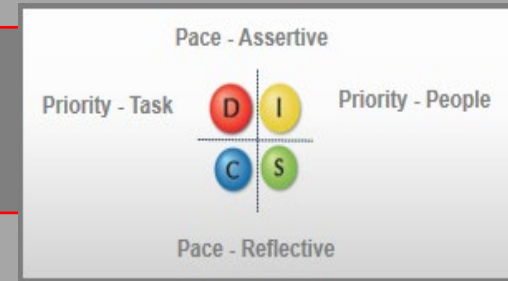 Pace - Assertive
Priority - Task
Priority - People
D I
C S
Pace - Reflective